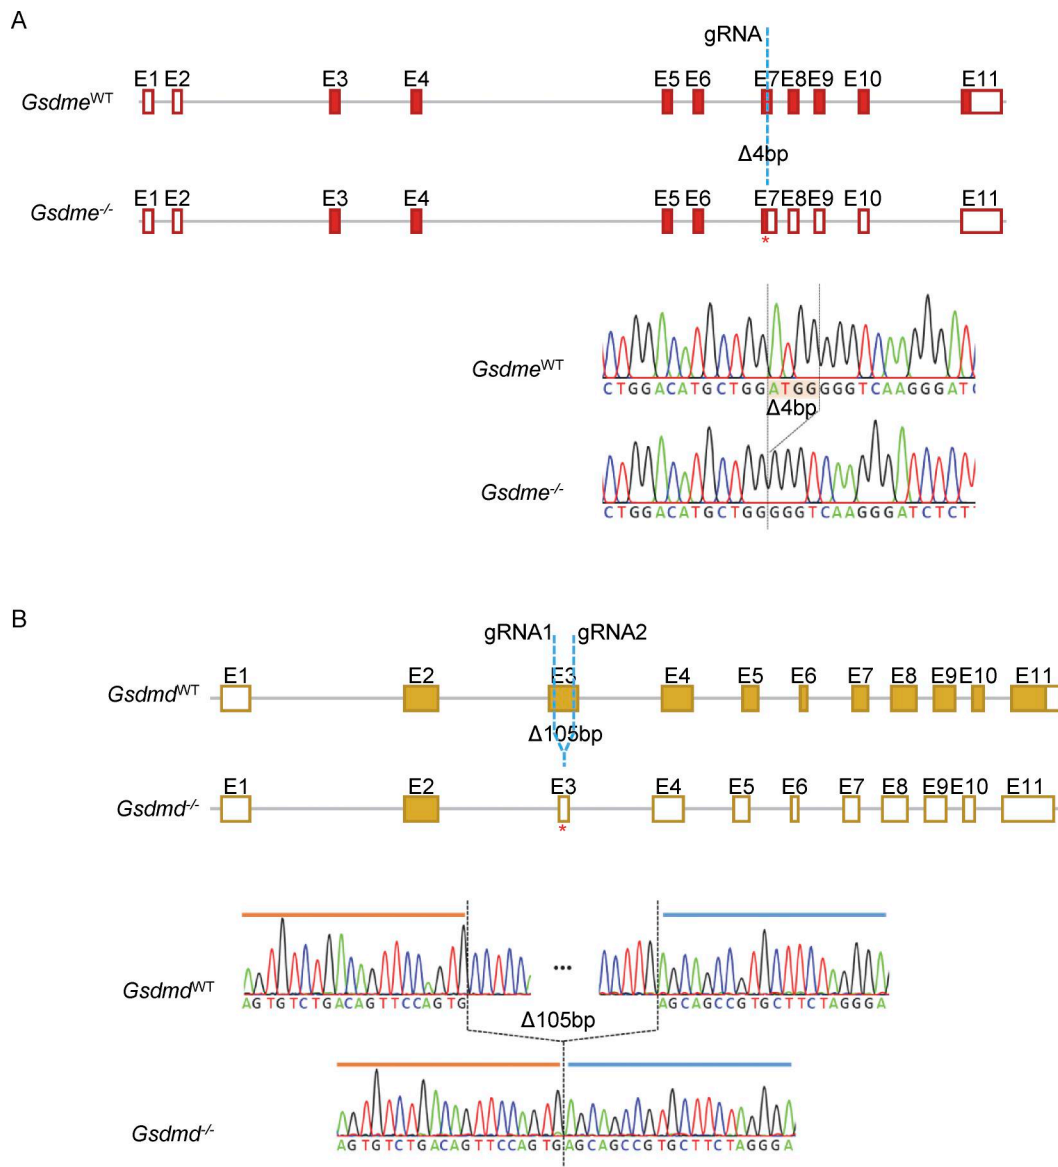 A
gRNA
E1 E2 E3 E4 E5 E6 E7 E8 E9 E10 E11
GsdmeWT
Δ4bp
E1 E2 E3 E4 E5 E6 E7 E8 E9 E10 E11
Gsdme-/-
*
GsdmeWT
CTGGACATGCTGGATGGGGGTCAAGGGATC
Δ4bp
Gsdme-/-
CTGGACATGCTGGGGGTCAAGGGATCTCT
B
gRNA1 gRNA2
E1 E2 E3 E4 E5 E6 E7 E8 E9 E10 E11
GsdmdWT
Δ105bp
E1 E2 E3 E4 E5 E6 E7 E8 E9 E10 E11
Gsdmd-/-
*
...
GsdmdWT
AGTGTCTGACAGTTCCAGTG AGCAGCCGTGCTTCTAGGGA
Δ105bp
Gsdmd-/-
AGTGTCTGACAGTTCCAGTGAGCAGCCGTGCTTCTAGGGA